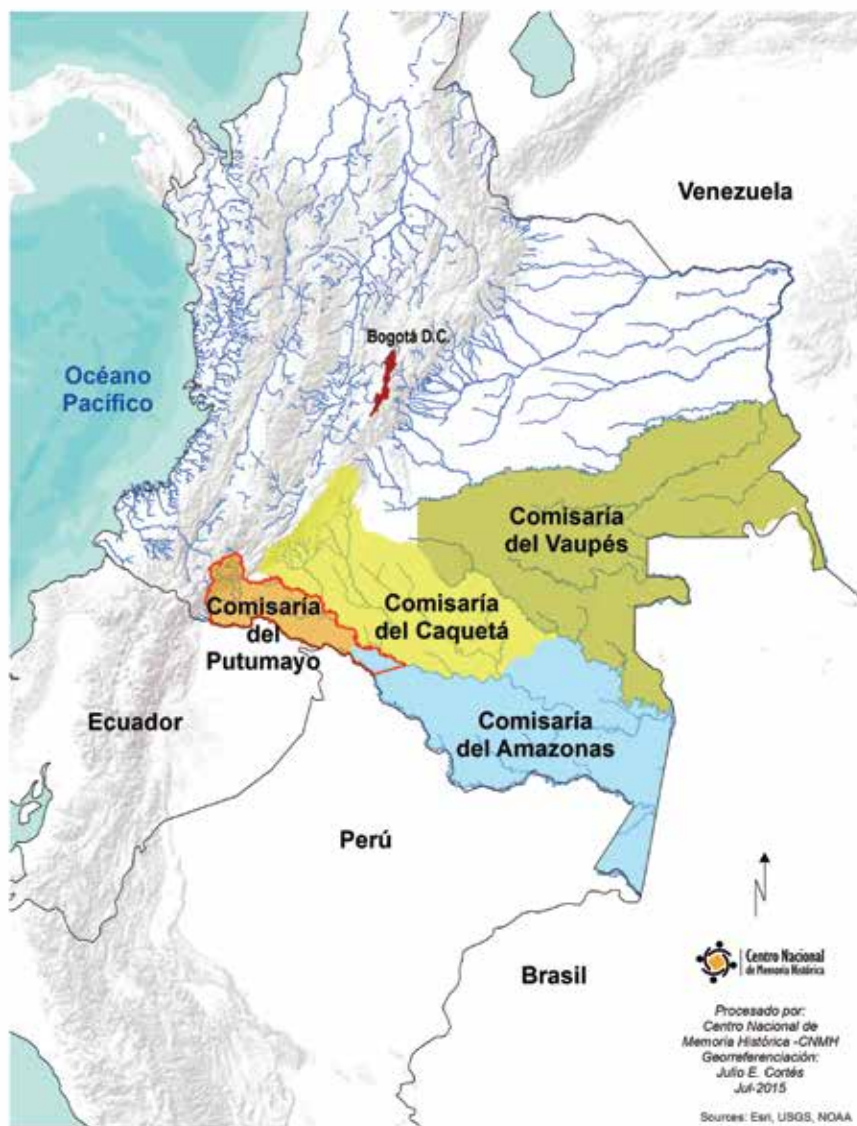 Venezuela
Bogotá D.C.
Océano
Pacífico
Comisaría
del Vaupés
Comisaría
del
Putumayo
Comisaría
del Caquetá
Ecuador
Comisaría
del Amazonas
Perú
Brasil
N
Centro Nacional
de Memoria Histórica
Procesado por:
Centro Nacional de
Memoria Histórica -CNMH
Georreferenciación:
Julio E. Cortés
Jul-2015
Sources: Esri, USGS, NOAA